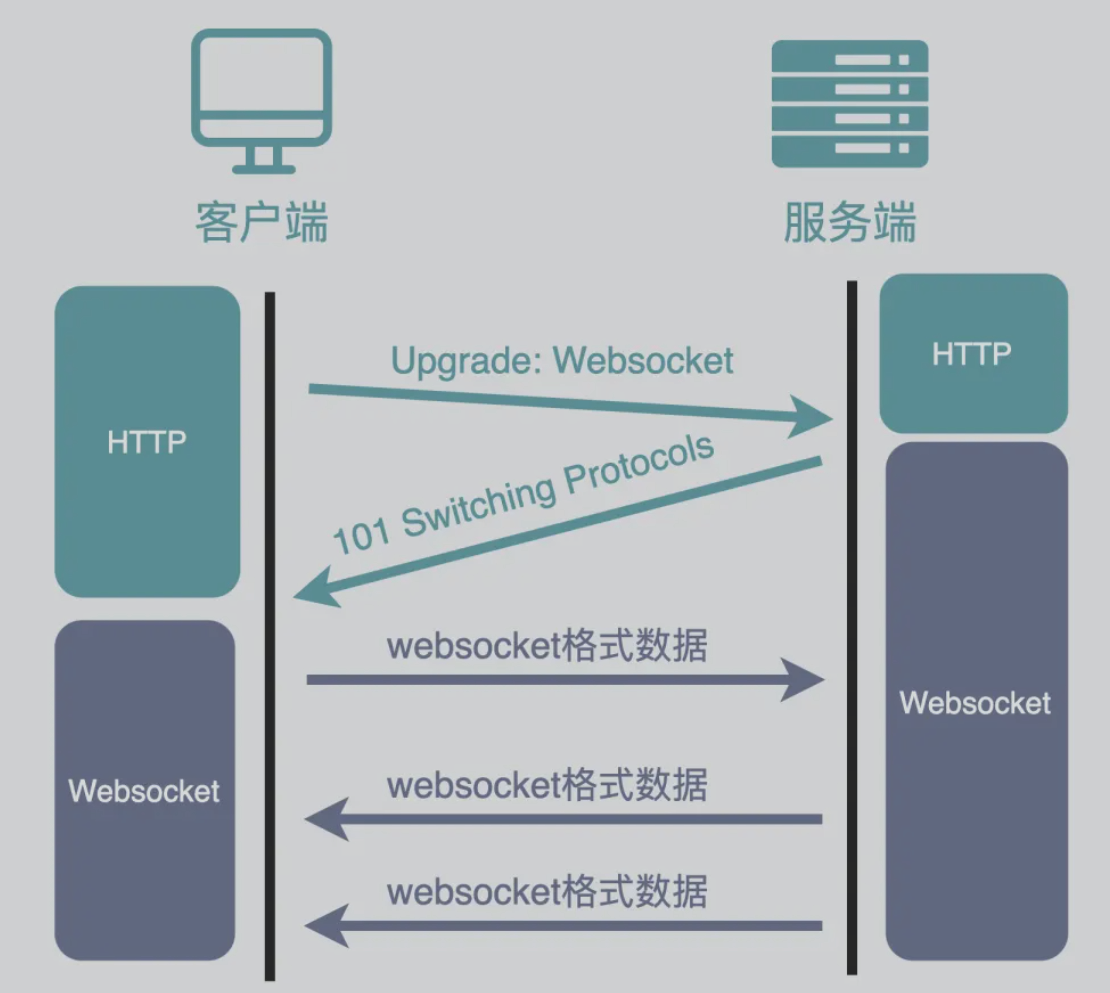 客户端
服务端
HTTP
HTTP
Upgrade: Websocket
101 Switching Protocols
websocket格式数据
Websocket
Websocket
websocket格式数据
websocket格式数据